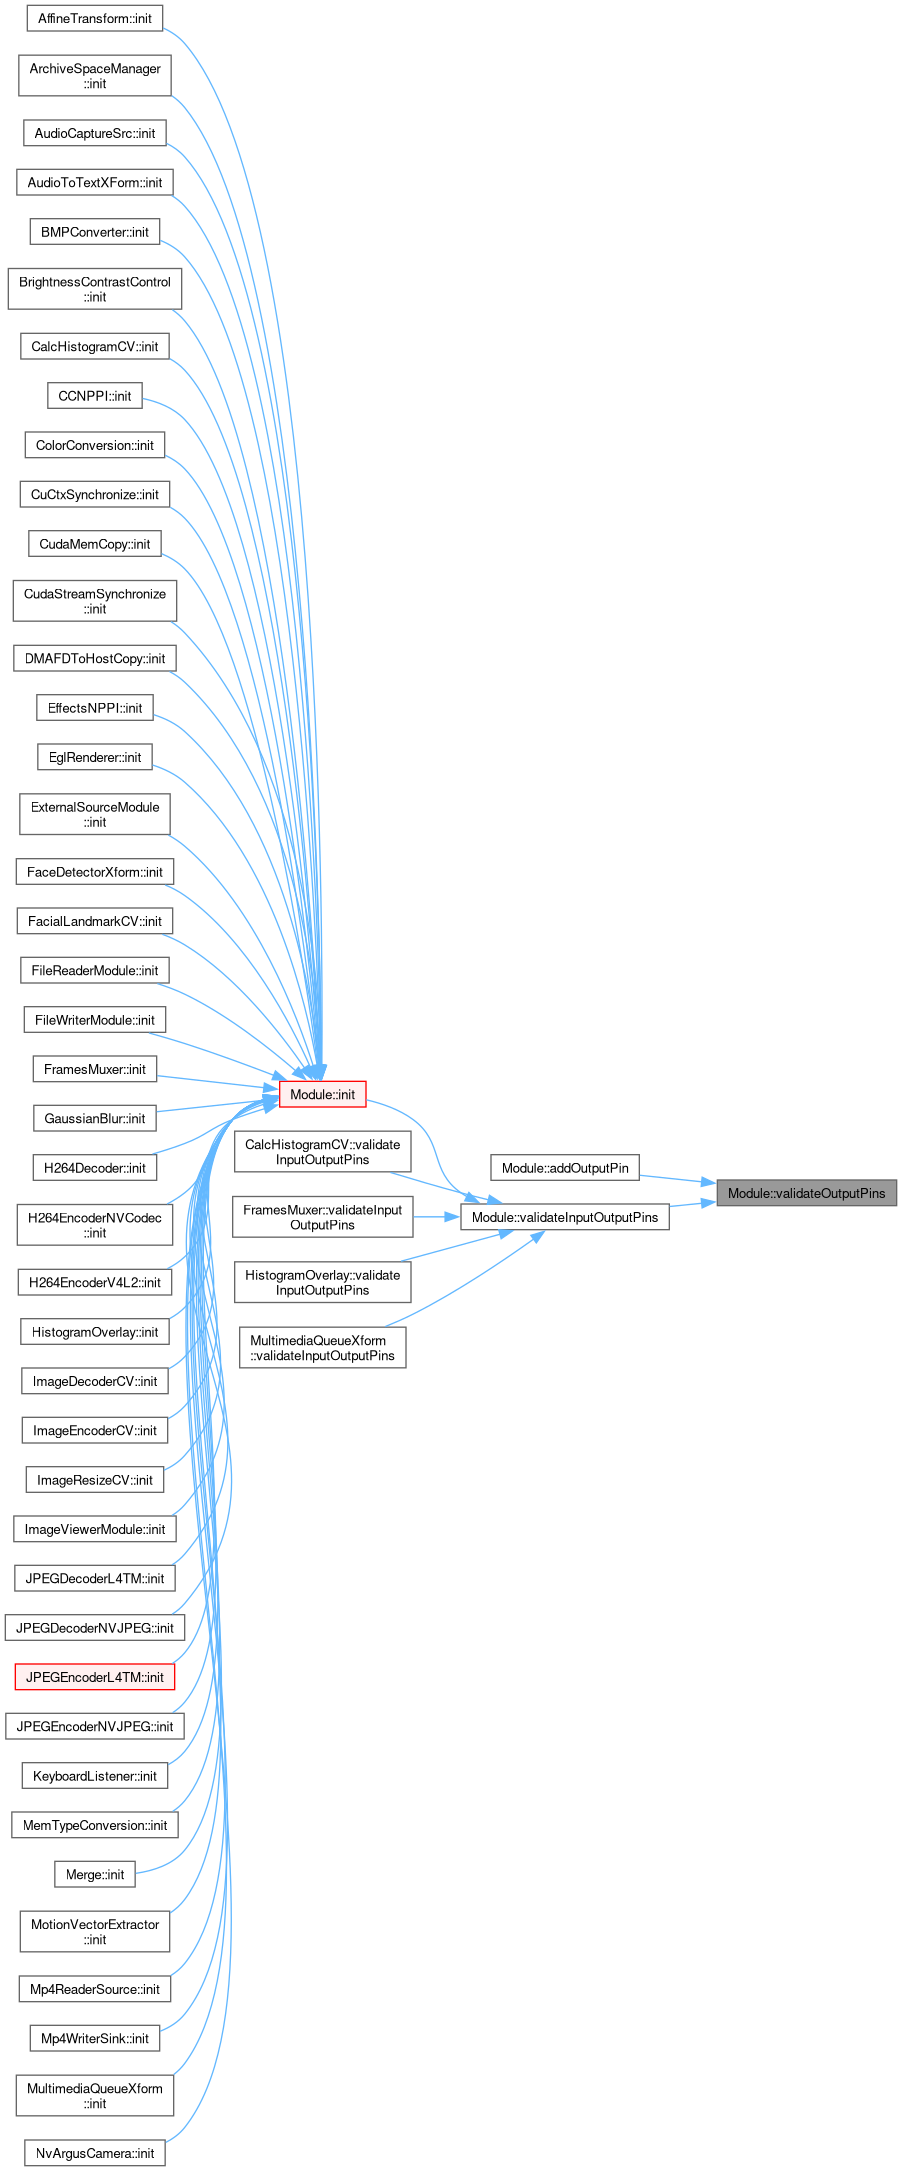 AffineTransform::init
ArchiveSpaceManager
::init
AudioCaptureSrc::init
AudioToTextXForm::init
BMPConverter::init
BrightnessContrastControl
::init
CalcHistogramCV::init
CCNPPI::init
ColorConversion::init
CuCtxSynchronize::init
CudaMemCopy::init
CudaStreamSynchronize
::init
DMAFDToHostCopy::init
EffectsNPPI::init
EglRenderer::init
ExternalSourceModule
::init
FaceDetectorXform::init
FacialLandmarkCV::init
FileReaderModule::init
FileWriterModule::init
FramesMuxer::init
GaussianBlur::init
H264Decoder::init
H264EncoderNVCodec
::init
H264EncoderV4L2::init
HistogramOverlay::init
ImageDecoderCV::init
ImageEncoderCV::init
ImageResizeCV::init
ImageViewerModule::init
JPEGDecoderL4TM::init
JPEGDecoderNVJPEG::init
JPEGEncoderL4TM::init
JPEGEncoderNVJPEG::init
KeyboardListener::init
MemTypeConversion::init
Merge::init
MotionVectorExtractor
::init
Mp4ReaderSource::init
Mp4WriterSink::init
MultimediaQueueXform
::init
NvArgusCamera::init
Module::init
CalcHistogramCV::validate
InputOutputPins
FramesMuxer::validateInput
OutputPins
HistogramOverlay::validate
InputOutputPins
MultimediaQueueXform
::validateInputOutputPins
Module::addOutputPin
Module::validateInputOutputPins
Module::validateOutputPins